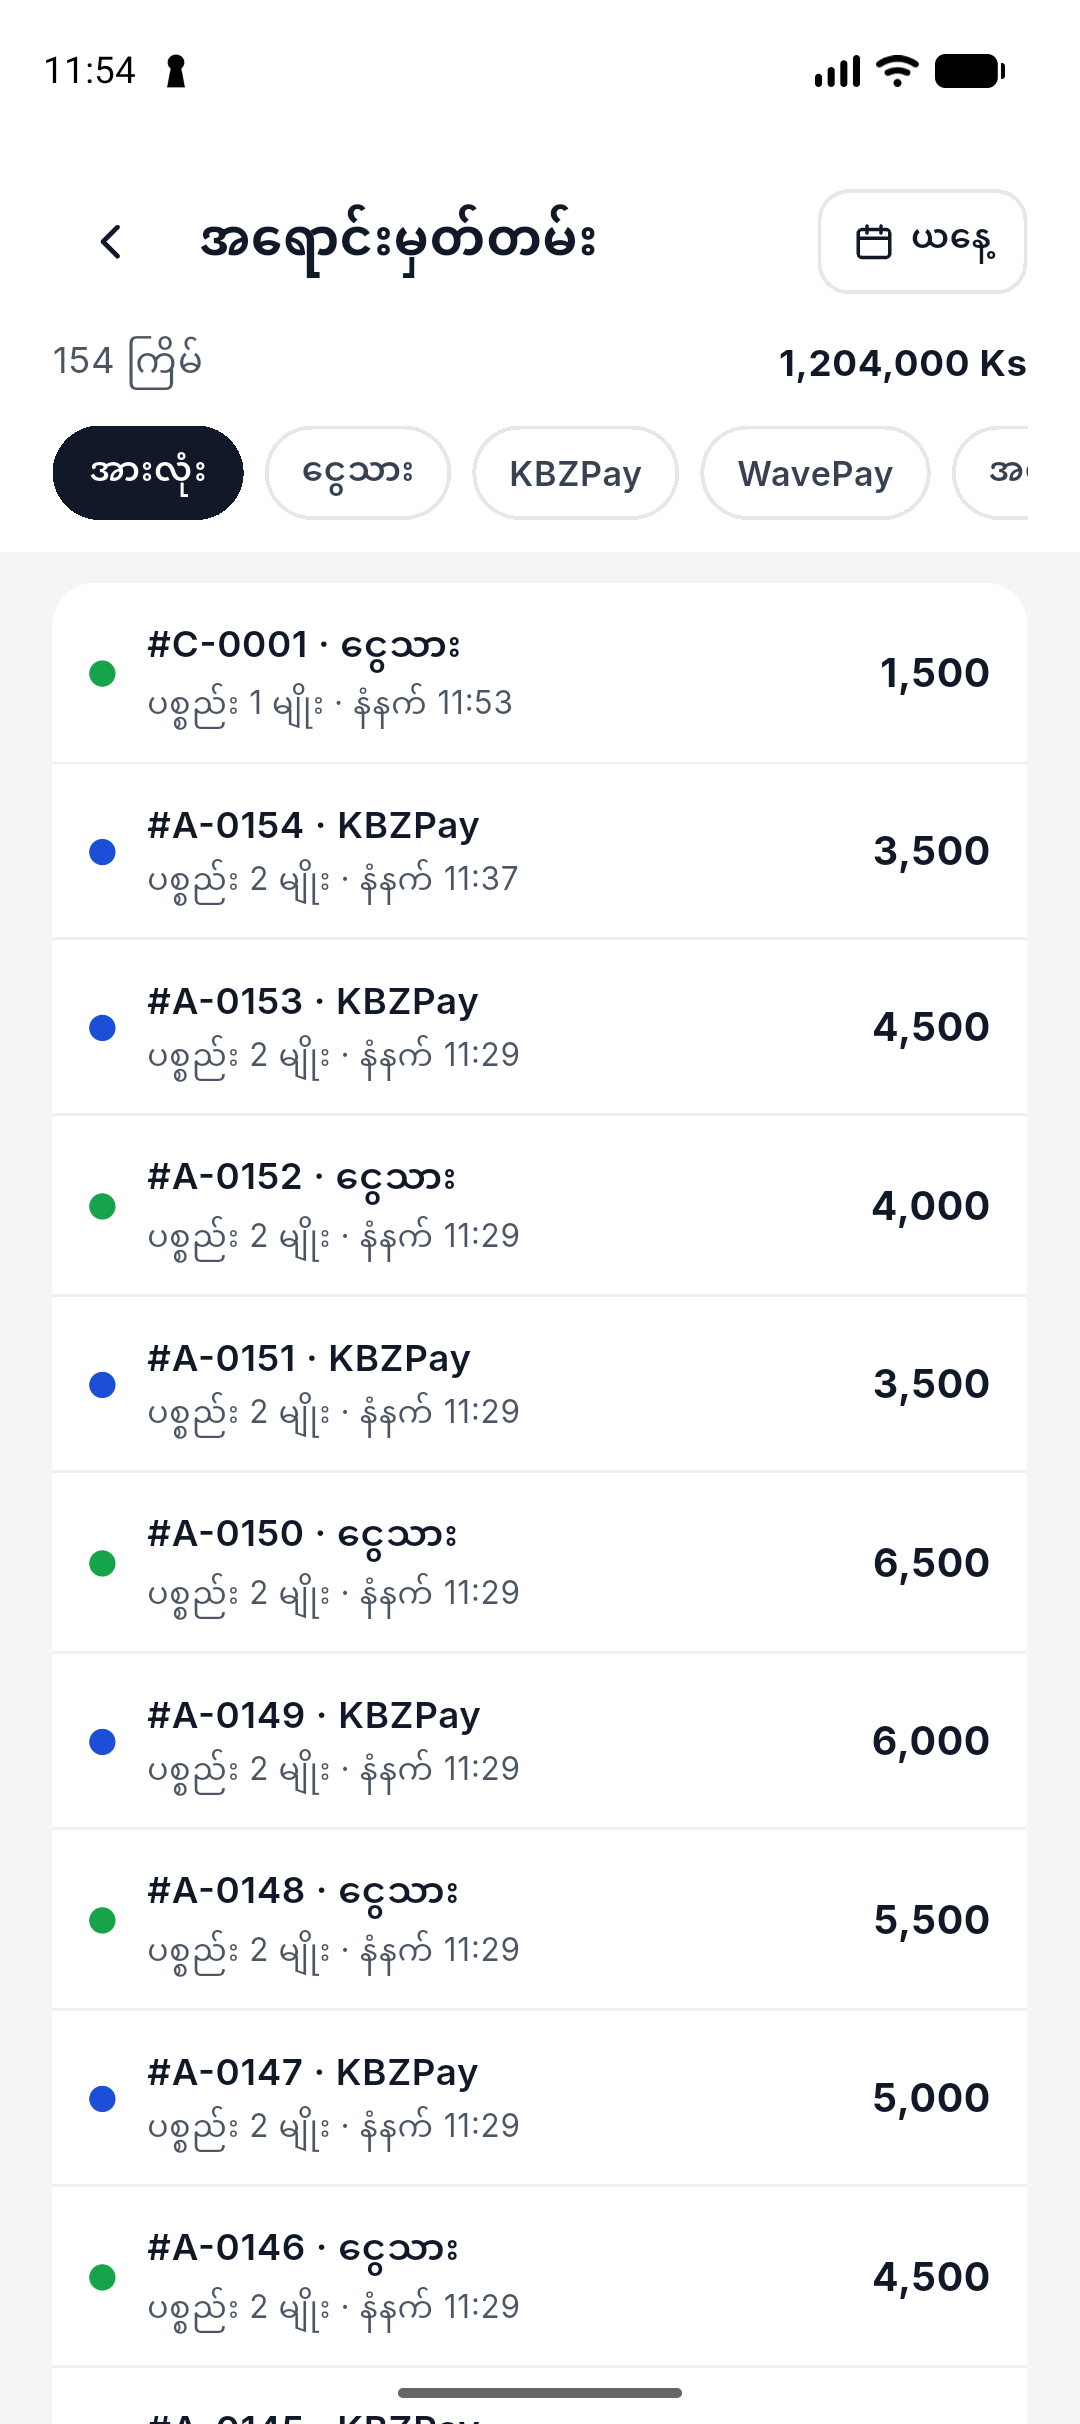 11:54
အရောင်းမှတ်တမ်း
ယနေ့
154 ကြိမ်
1,204,000 Ks
အားလုံး
ငွေသား
KBZPay
WavePay
#C-0001 · ငွေသား
ပစ္စည်း 1 မျိုး · နံနက် 11:53
1,500
#A-0154 · KBZPay
ပစ္စည်း 2 မျိုး · နံနက် 11:37
3,500
#A-0153 · KBZPay
ပစ္စည်း 2 မျိုး · နံနက် 11:29
4,500
#A-0152 · ငွေသား
ပစ္စည်း 2 မျိုး · နံနက် 11:29
4,000
#A-0151 · KBZPay
ပစ္စည်း 2 မျိုး · နံနက် 11:29
3,500
#A-0150 · ငွေသား
ပစ္စည်း 2 မျိုး · နံနက် 11:29
6,500
#A-0149 · KBZPay
ပစ္စည်း 2 မျိုး · နံနက် 11:29
6,000
#A-0148 · ငွေသား
ပစ္စည်း 2 မျိုး · နံနက် 11:29
5,500
#A-0147 · KBZPay
ပစ္စည်း 2 မျိုး · နံနက် 11:29
5,000
#A-0146 · ငွေသား
ပစ္စည်း 2 မျိုး · နံနက် 11:29
4,500
#A-0145 · KBZPay